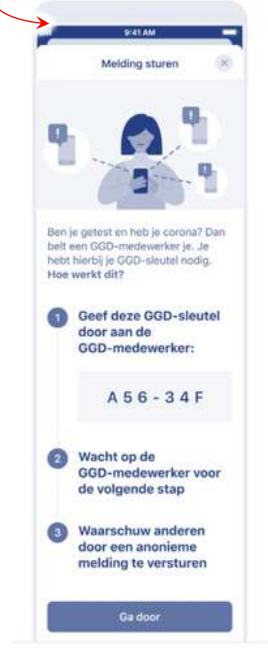 9:41 AM
Melding sturen
Ben je getest en heb je corona? Dan
belt een GGD-medewerker je. Je
hebt hierbij je GGD-sleutel nodig.
Hoe werkt dit?
1 Geef deze GGD-sleutel
door aan de
GGD-medewerker:
A56-34F
2 Wacht op de
GGD-medewerker voor
de volgende stap
3 Waarschuw anderen
door een anonieme
melding te versturen
Ga door